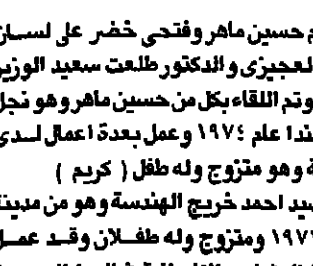 م حسين ماهر وفتحى خضر على لسان
لعجيزى والدكتور طلعت سعيد الوزير
وتم اللقاء بكل من حسين ماهر وهو نجل
ندا عام ١٩٧٤ وعمل بعدة اعمال لدى
ة وهو متزوج وله طفل ( كريم )
سيد احمد خريج الهندسة وهو من مدينة
١٩٧ ومتزوج وله طفلان وقد عمل